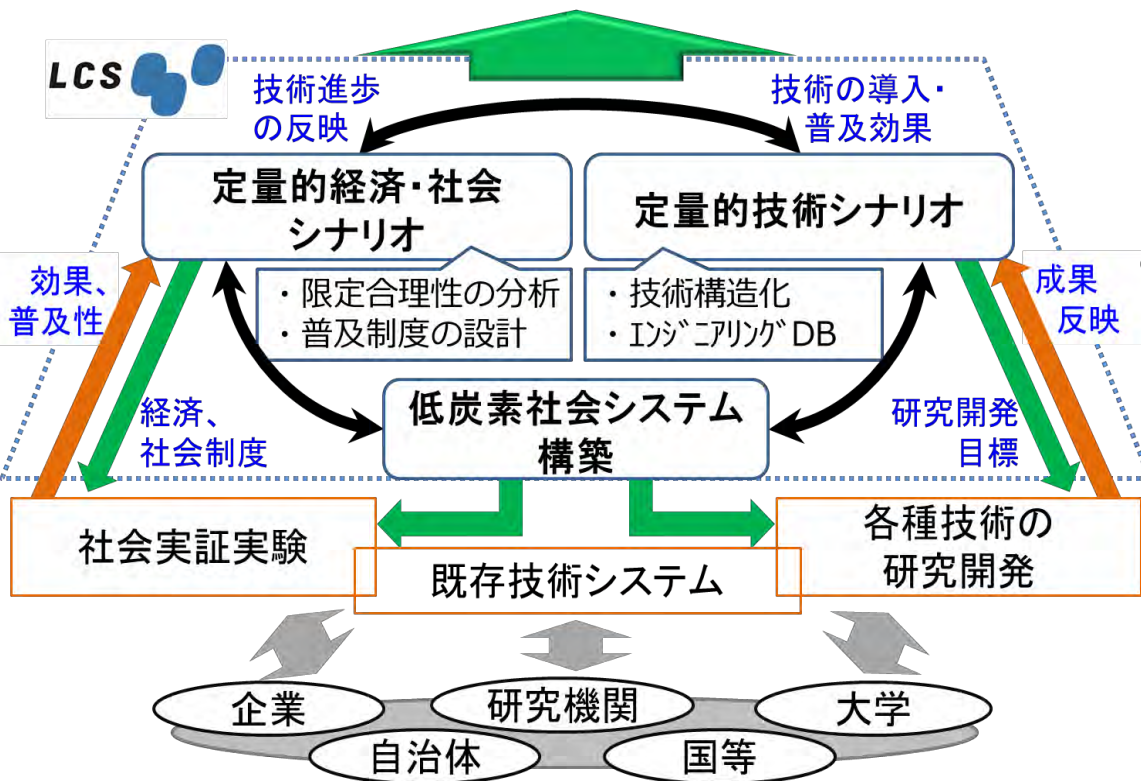 LCS
技術進歩
の反映
技術の導入・
普及効果
定量的経済・社会
シナリオ
定量的技術シナリオ
・限定合理性の分析
・普及制度の設計
・技術構造化
・ｴﾝｼﾞﾆｱﾘﾝｸﾞDB
効果、
普及性
成果
反映
経済、
社会制度
低炭素社会システム
構築
研究開発
目標
社会実証実験
既存技術システム
各種技術の
研究開発
企業
研究機関
大学
自治体
国等